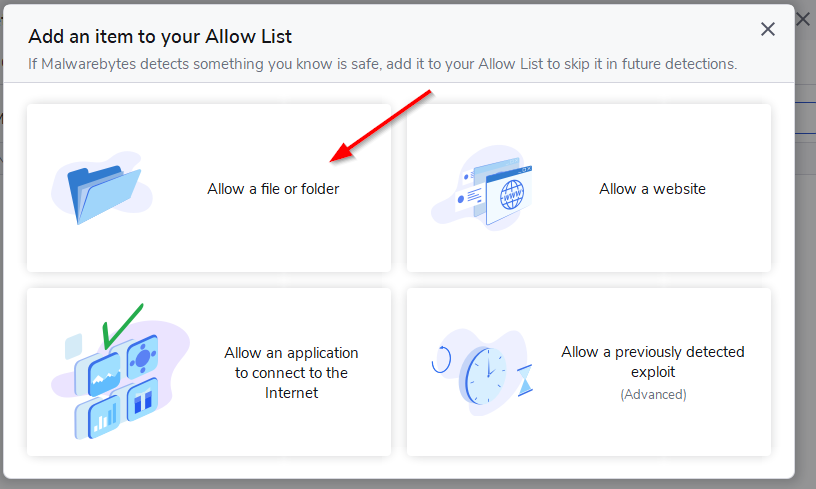 Add an item to your Allow List
If Malwarebytes detects something you know is safe, add it to your Allow List to skip it in future detections.
Allow a file or folder
WWW
Allow a website
Allow an application
to connect to the
Internet
Allow a previously detected
exploit
(Advanced)